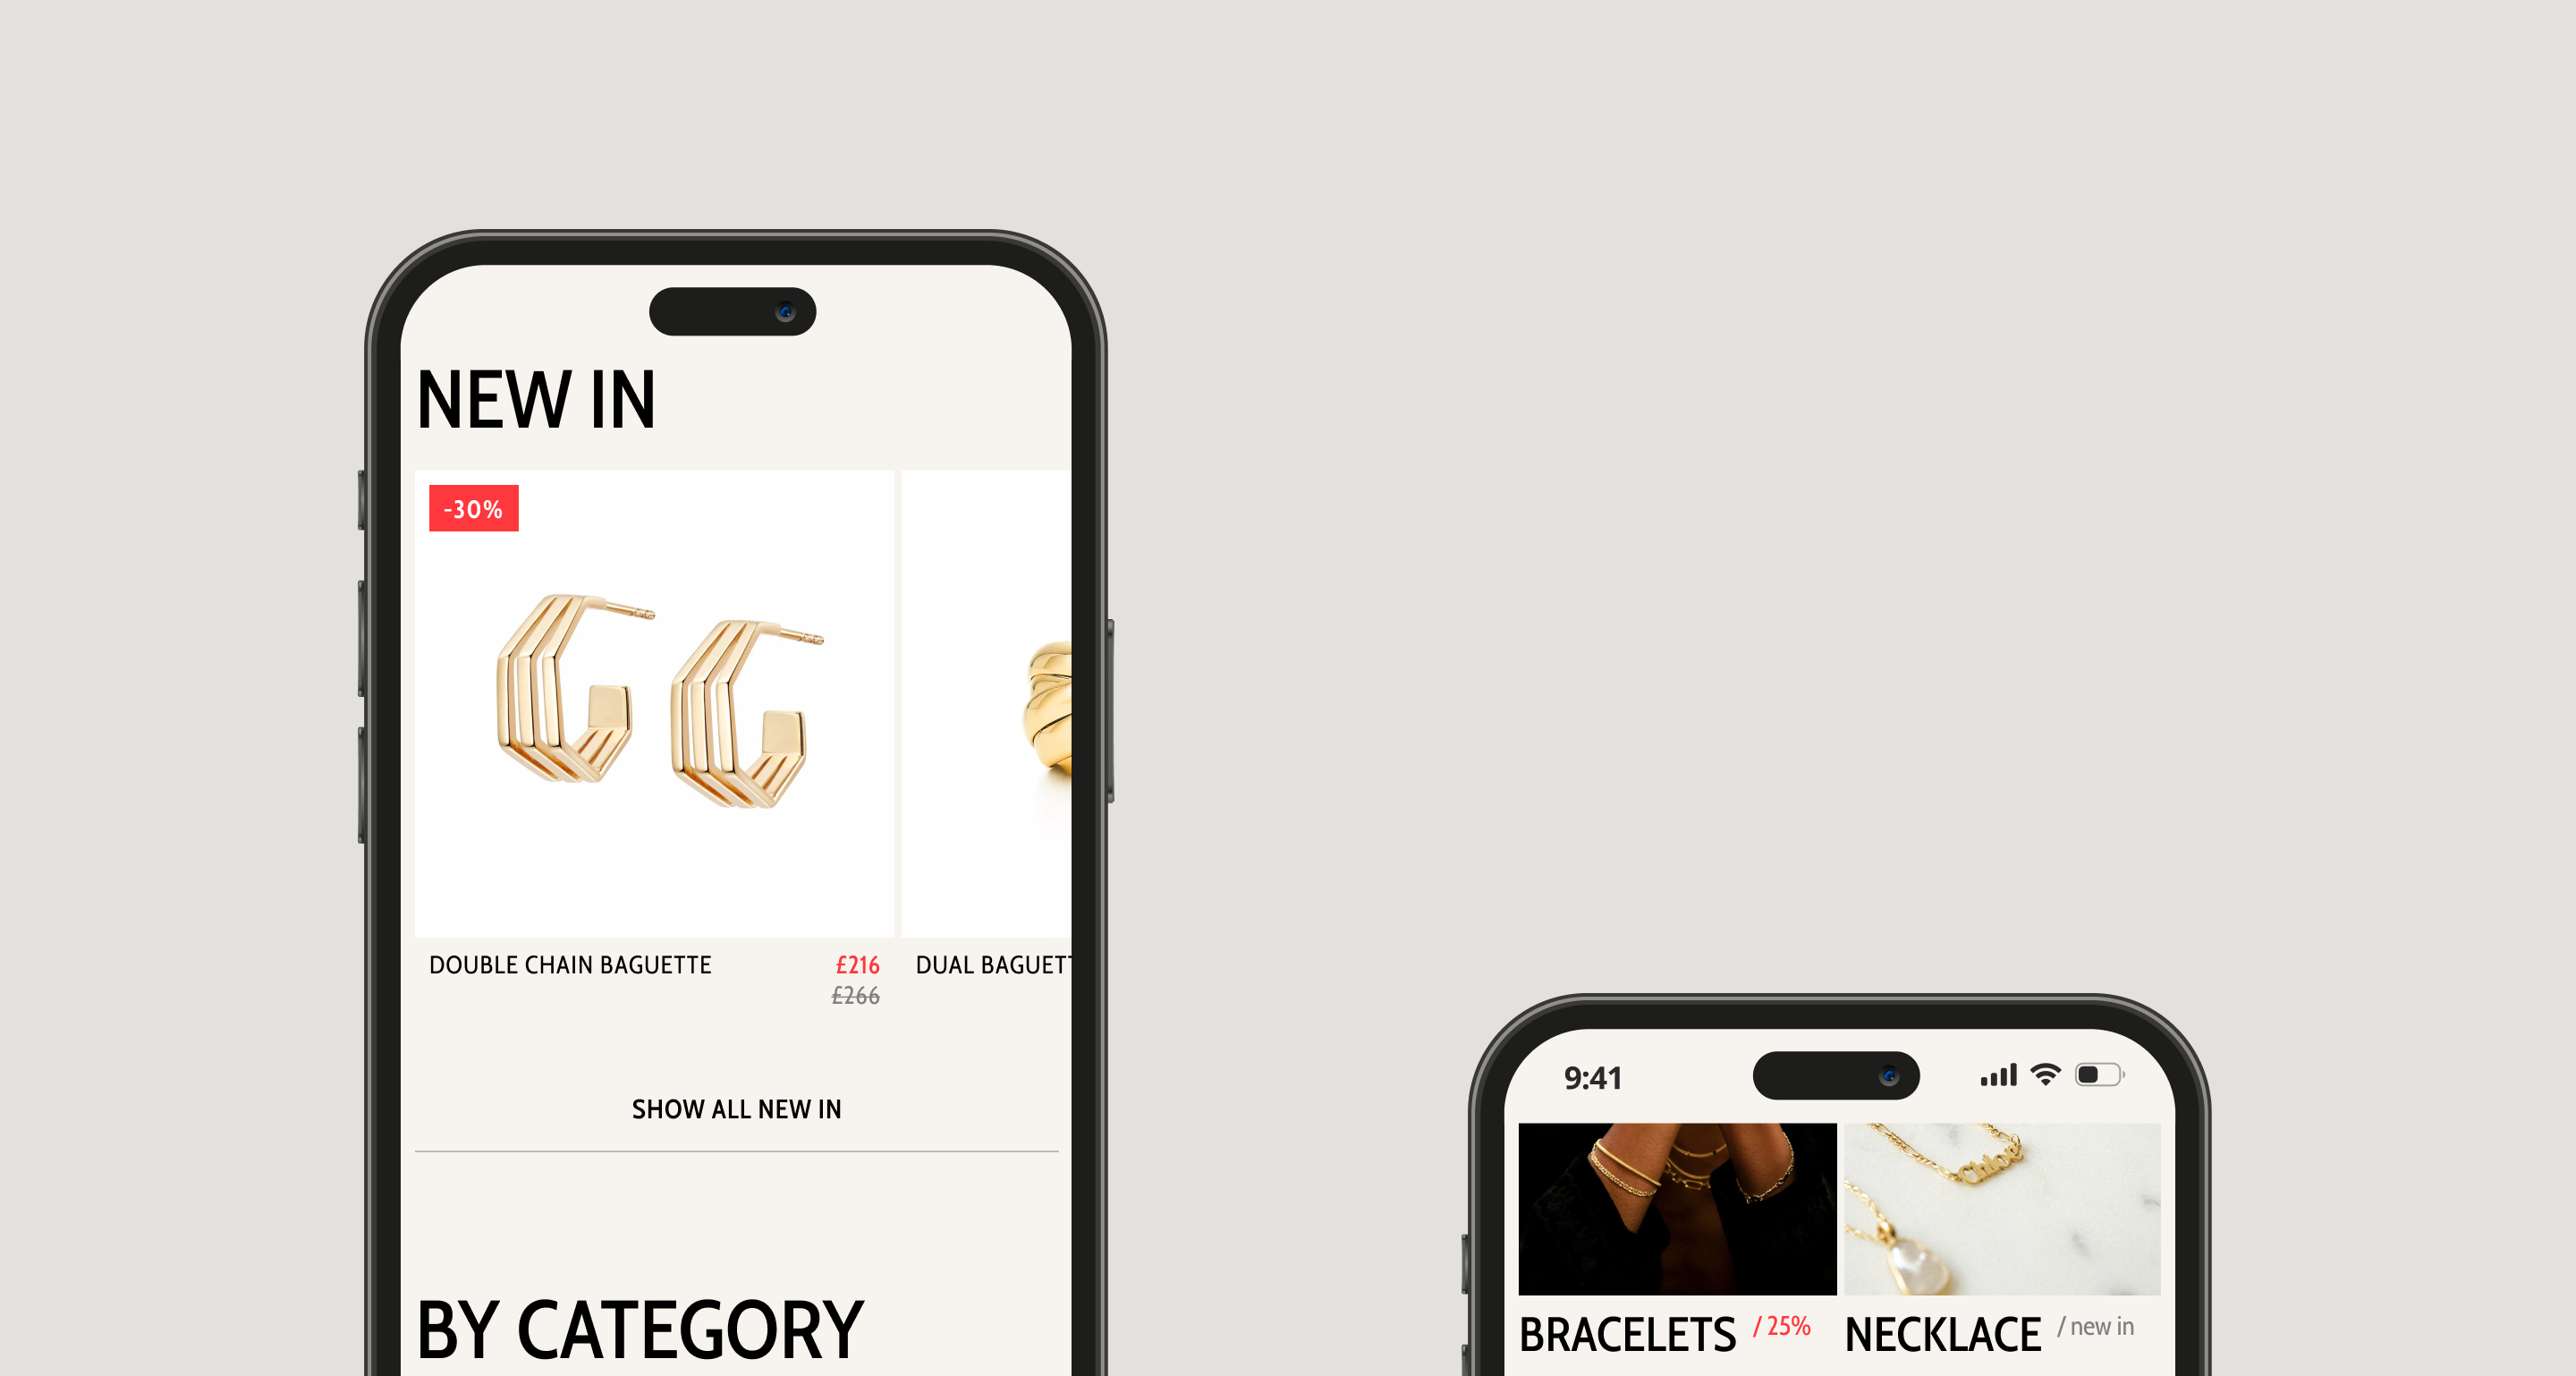 NEW IN
-30%
DOUBLE CHAIN BAGUETTE
£216
£266
DUAL
SHOW ALL NEW IN
BY CATEGORY
9:41
Chloe
BRACELETS / 25%
NECKLACE / new in